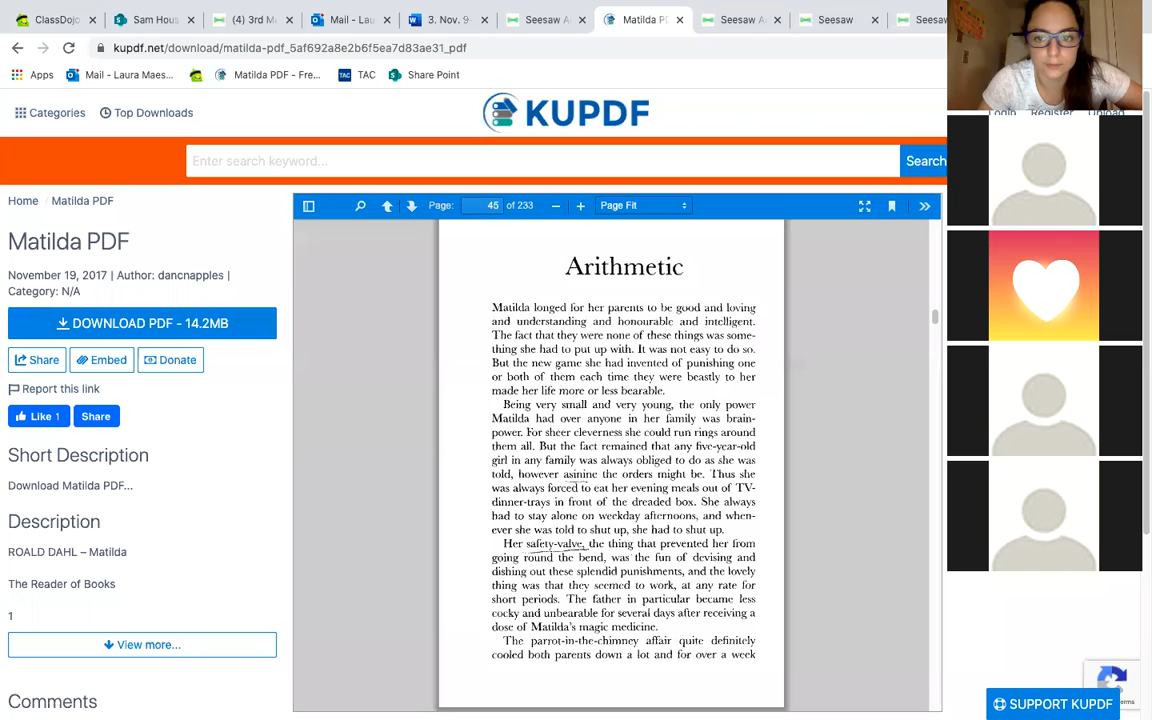 ClassDojo
Sam Hous
(4) 3rd M
Mail - Lau
3. Nov. 9-
Seesaw A
Matilda P
Seesaw A
Seesaw
Seesaw
kupdf.net/download/matilda-pdf_5af692a8e2b6f5ea7d83ae31_pdf
Apps
Mail - Laura Maes...
Matilda PDF - Fre...
TAC
TAC
Share Point
Categories
Top Downloads
KUPDF
Login
Register
Upload
Enter search keyword...
Search
Home / Matilda PDF
Matilda PDF
November 19, 2017 | Author: dancnapples |
Category: N/A
DOWNLOAD PDF - 14.2MB
Share
Embed
Donate
Report this link
Like 1
Share
Short Description
Download Matilda PDF...
Description
ROALD DAHL – Matilda
The Reader of Books
1
View more...
Comments
Page: 45 of 233
Page Fit
Arithmetic
Matilda longed for her parents to be good and loving
and understanding and honourable and intelligent.
The fact that they were none of these things was some-
thing she had to put up with. It was not easy to do so.
But the new game she had invented of punishing one
or both of them each time they were beastly to her
made her life more or less bearable.
Being very small and very young, the only power
Matilda had over anyone in her family was brain-
power. For sheer cleverness she could run rings around
them all. But the fact remained that any five-year-old
girl in any family was always obliged to do as she was
told, however asinine the orders might be. Thus she
was always forced to eat her evening meals out of TV-
dinner-trays in front of the dreaded box. She always
had to stay alone on weekday afternoons, and when-
ever she was told to shut up, she had to shut up.
Her safety-valve, the thing that prevented her from
going round the bend, was the fun of devising and
dishing out these splendid punishments, and the lovely
thing was that they seemed to work, at any rate for
short periods. The father in particular became less
cocky and unbearable for several days after receiving a
dose of Matilda's magic medicine.
The parrot-in-the-chimney affair quite definitely
cooled both parents down a lot and for over a week
SUPPORT KUPDF